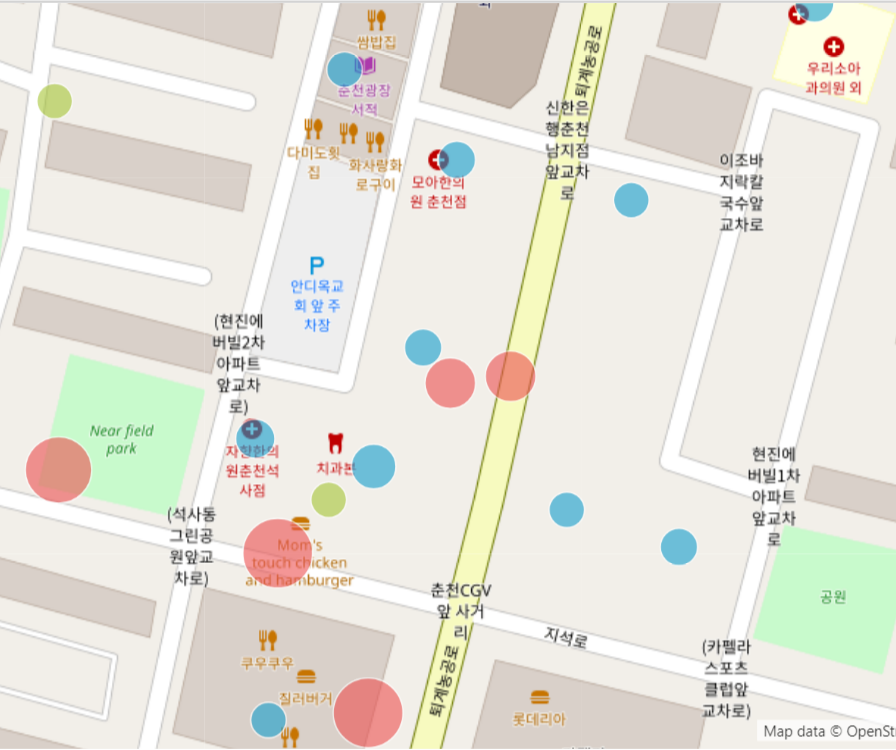 쌈밥집
춘천광장
서적
다미도횟
집
화사랑화
로구이
모아한의
원 춘천점
퇴계농공로
신한은
행춘천
남지점
앞교차
로
우리소아
과의원 외
이조바
지락칼
국수앞
교차로
P
안디옥교
회 앞 주
차장
(현진에
버빌2차
아파트
앞교차
로)
Near field
park
자향한의
원춘천석
사점
치과본
현진에
버빌1차
아파트
앞교차
로
(석사동
그린공
원앞교
차로)
Mom's
touch chicken
and hamburger
춘천CGV
앞 사거
리
지석로
공원
쿠우쿠우
질러버거
퇴계농공로
롯데리아
(카펠라
스포츠
클럽앞
교차로)
Map data © OpenSt